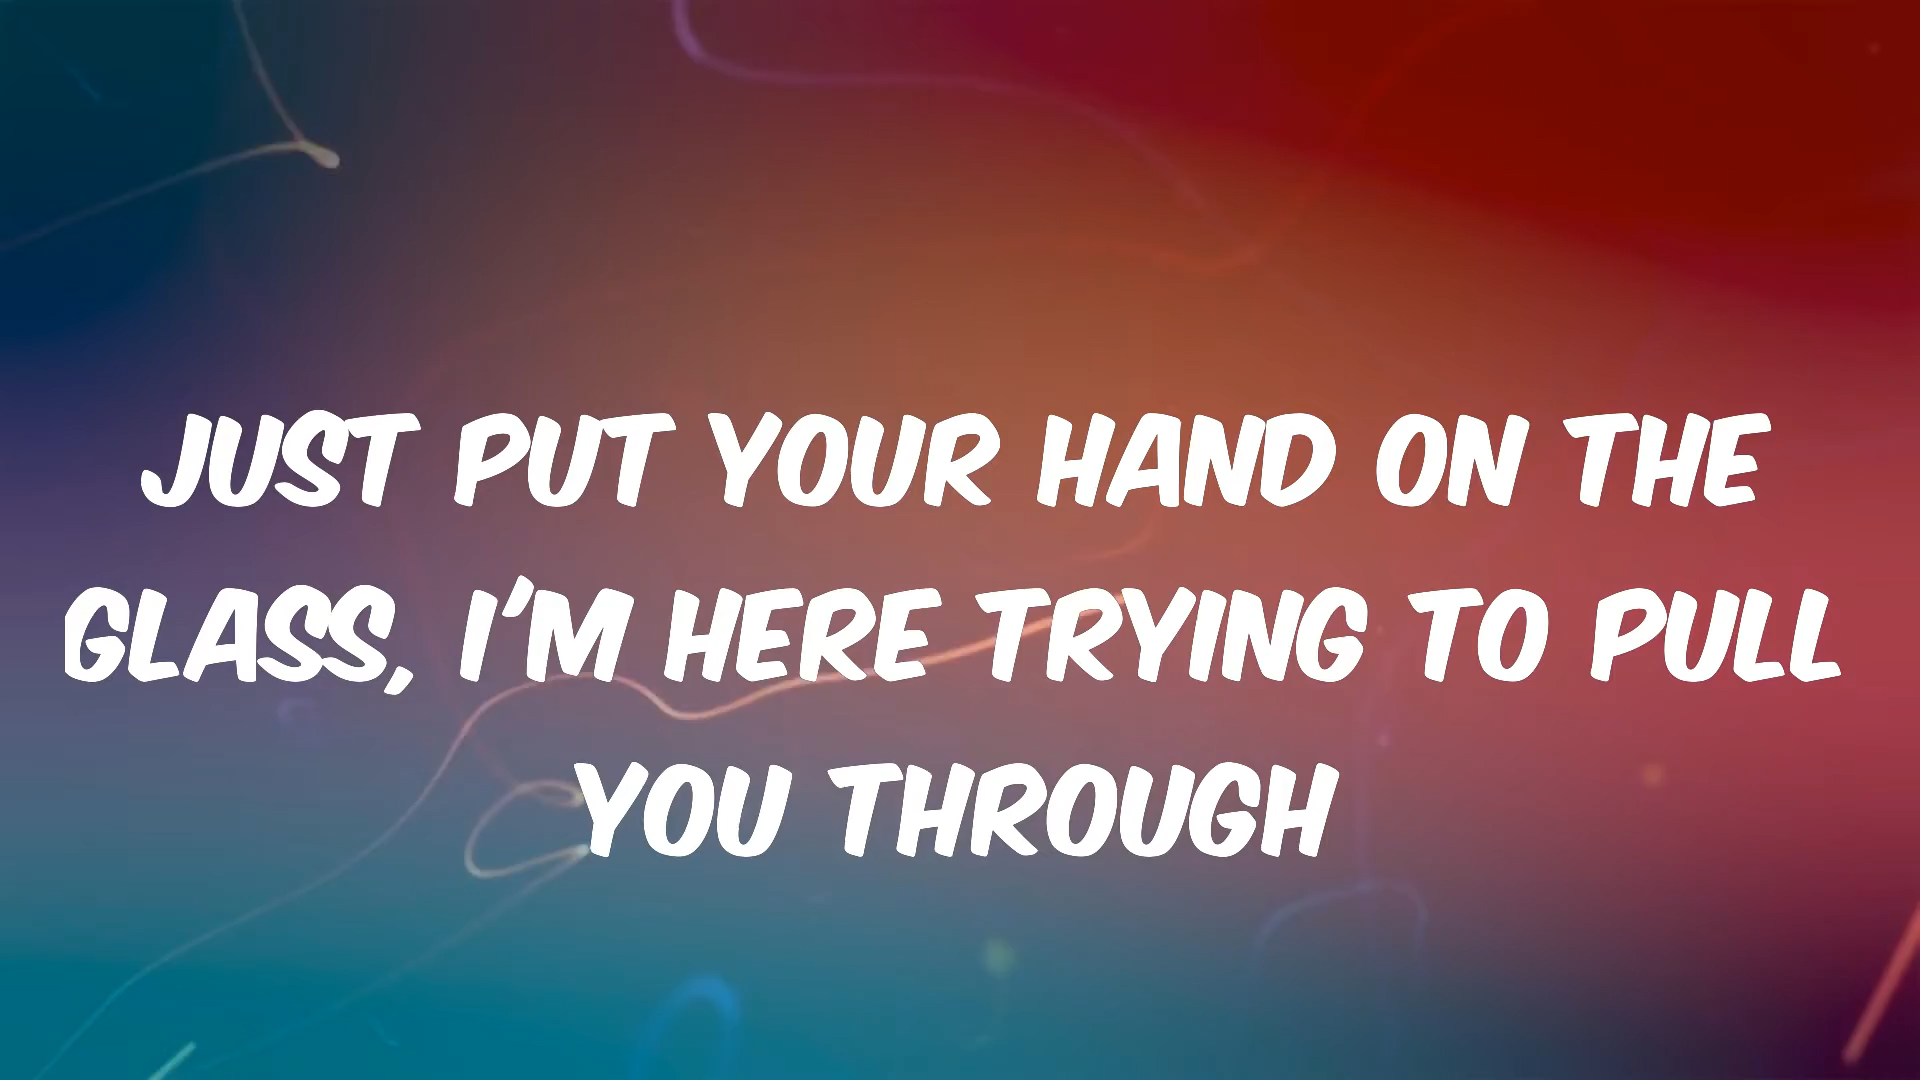 JUST PUT YOUR HAND ON THE
GLASS, I'M HERE TRYING TO PULL
YOU THROUGH